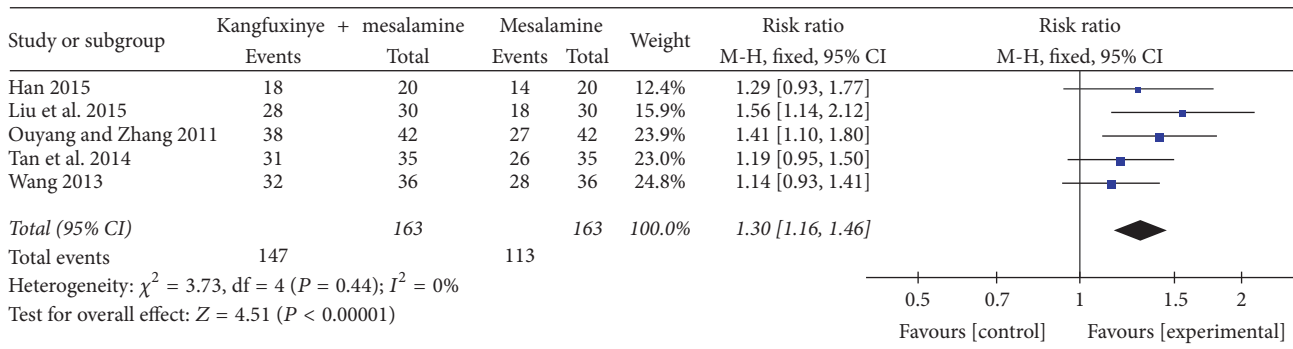 Study or subgroup Kangfuxinye + mesalamine Mesalamine Weight Risk ratio Risk ratio
Events Total Events Total M-H, fixed, 95% CI M-H, fixed, 95% CI
Han 2015 18 20 14 20 12.4% 1.29 [0.93, 1.77]
Liu et al. 2015 28 30 18 30 15.9% 1.56 [1.14, 2.12]
Ouyang and Zhang 2011 38 42 27 42 23.9% 1.41 [1.10, 1.80]
Tan et al. 2014 31 35 26 35 23.0% 1.19 [0.95, 1.50]
Wang 2013 32 36 28 36 24.8% 1.14 [0.93, 1.41]
Total (95% CI) 163 163 100.0% 1.30 [1.16, 1.46]
Total events 147 113
Heterogeneity: χ² = 3.73, df = 4 (P = 0.44); I² = 0%
Test for overall effect: Z = 4.51 (P < 0.00001)
0.5 0.7 1 1.5 2
Favours [control] Favours [experimental]